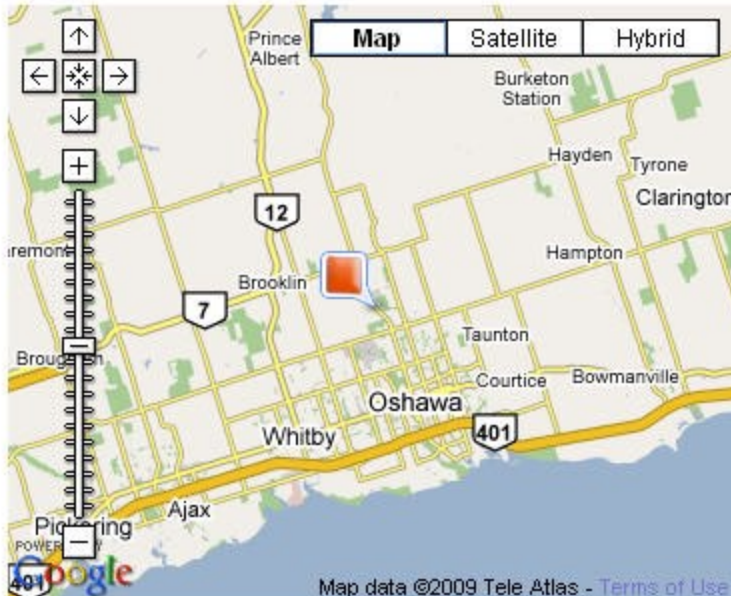 Prince
Albert
Map
Satellite
Hybrid
Burketon
Station
Hayden
Tyrone
12
Clarington
Hampton
Brooklin
7
Taunton
Courtice
Bowmanville
Oshawa
Whitby
401
Ajax
Pickering
Google
401
Map data ©2009 Tele Atlas - Terms of Use